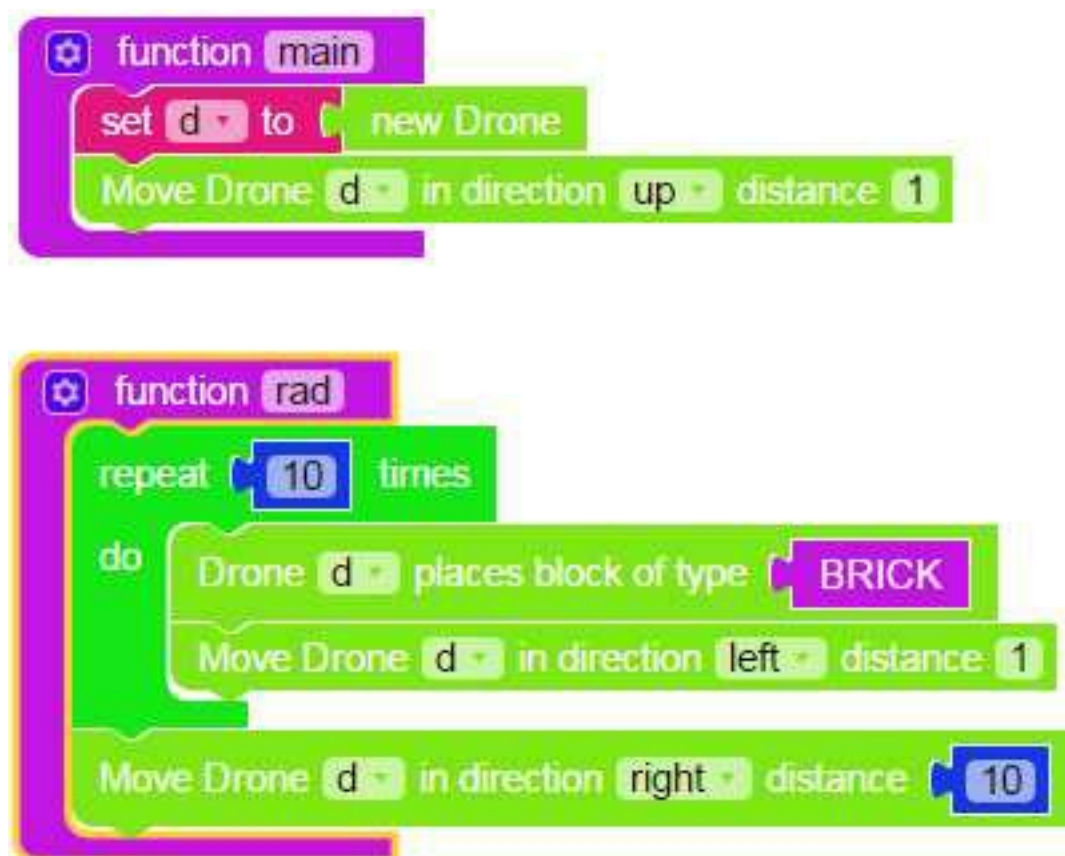 function main
set d to new Drone
Move Drone d in direction up distance 1
function rad
repeat 10 times
do Drone d places block of type BRICK
Move Drone d in direction left distance 1
Move Drone d in direction right distance 10